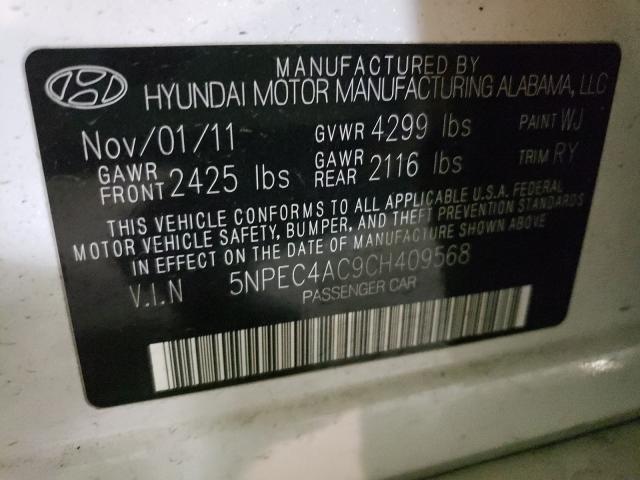 MANUFACTURED BY
HYUNDAI MOTOR MANUFACTURING ALABAMA, LLC
Nov/01/11 GVWR 4299 lbs PAINT WJ
GAWR FRONT 2425 lbs GAWR REAR 2116 lbs TRIM RY
THIS VEHICLE CONFORMS TO ALL APPLICABLE U.S.A. FEDERAL
MOTOR VEHICLE SAFETY, BUMPER, AND THEFT PREVENTION STANDARDS
IN EFFECT ON THE DATE OF MANUFACTURE SHOWN ABOVE.
V.I.N 5NPEC4AC9CH409568
PASSENGER CAR